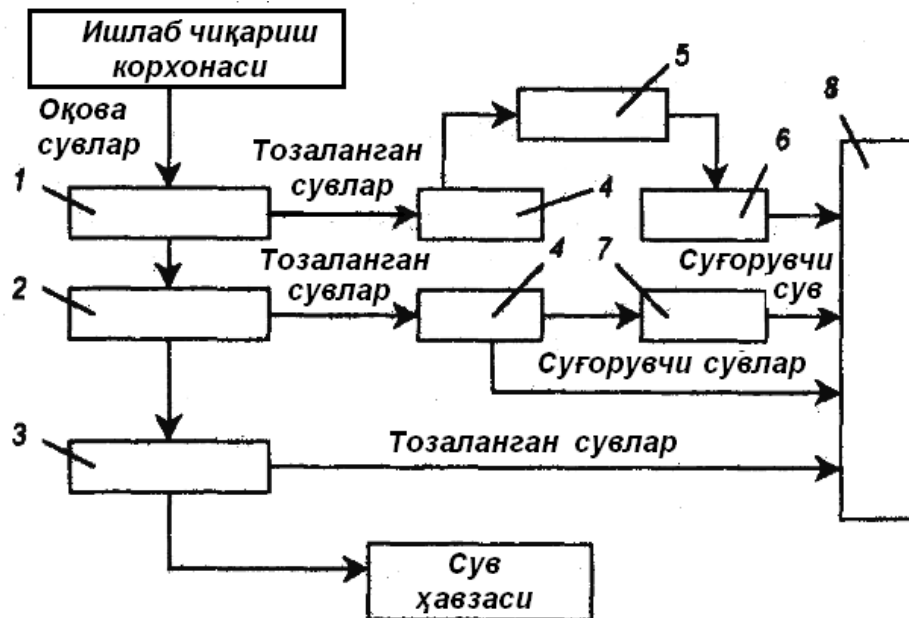 Ишлаб чиқариш
корхонаси
5
8
Оқова
сувлар
Тозаланган
сувлар
1
4
6
Тозаланган
сувлар
2
4
7
Суғорувчи
сув
Суғорувчи сувлар
3
Тозаланган сувлар
Сув
ҳавзаси